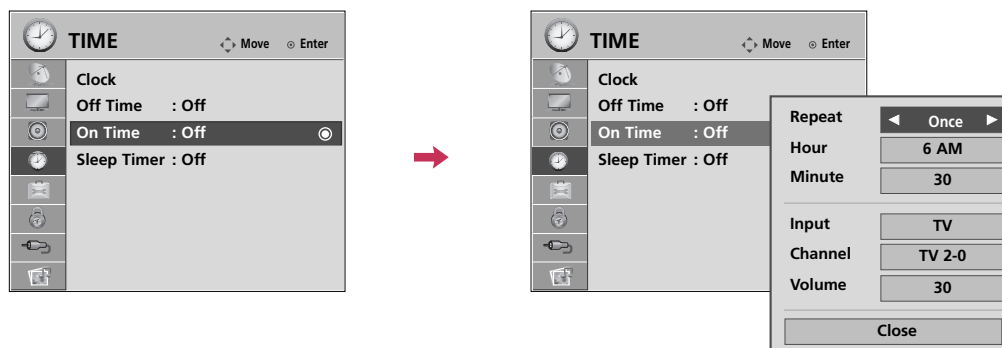 TIME Move Enter
Clock
Off Time : Off
On Time : Off
Sleep Timer : Off
TIME Move Enter
Clock
Off Time : Off
On Time : Off
Sleep Timer : Off
Repeat Once
Hour 6 AM
Minute 30
Input TV
Channel TV 2-0
Volume 30
Close